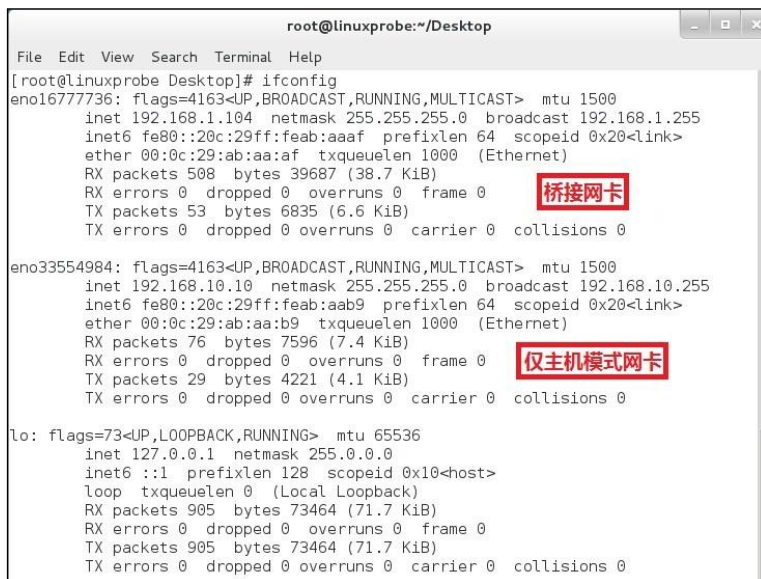 root@linuxprobe:~/Desktop
File Edit View Search Terminal Help
[root@linuxprobe Desktop]# ifconfig
eno16777736: flags=4163<UP,BROADCAST,RUNNING,MULTICAST> mtu 1500
inet 192.168.1.104 netmask 255.255.255.0 broadcast 192.168.1.255
inet6 fe80::20c:29ff:feab:aaaf prefixlen 64 scopeid 0x20<link>
ether 00:0c:29:ab:aa:af txqueuelen 1000 (Ethernet)
RX packets 508 bytes 39687 (38.7 KiB)
RX errors 0 dropped 0 overruns 0 frame 0
桥接网卡
TX packets 53 bytes 6835 (6.6 KiB)
TX errors 0 dropped 0 overruns 0 carrier 0 collisions 0
eno33554984: flags=4163<UP,BROADCAST,RUNNING,MULTICAST> mtu 1500
inet 192.168.10.10 netmask 255.255.255.0 broadcast 192.168.10.255
inet6 fe80::20c:29ff:feab:aab9 prefixlen 64 scopeid 0x20<link>
ether 00:0c:29:ab:aa:b9 txqueuelen 1000 (Ethernet)
RX packets 76 bytes 7596 (7.4 KiB)
RX errors 0 dropped 0 overruns 0 frame 0
仅主机模式网卡
TX packets 29 bytes 4221 (4.1 KiB)
TX errors 0 dropped 0 overruns 0 carrier 0 collisions 0
lo: flags=73<UP,LOOPBACK,RUNNING> mtu 65536
inet 127.0.0.1 netmask 255.0.0.0
inet6 ::1 prefixlen 128 scopeid 0x10<host>
loop txqueuelen 0 (Local Loopback)
RX packets 905 bytes 73464 (71.7 KiB)
RX errors 0 dropped 0 overruns 0 frame 0
TX packets 905 bytes 73464 (71.7 KiB)
TX errors 0 dropped 0 overruns 0 carrier 0 collisions 0